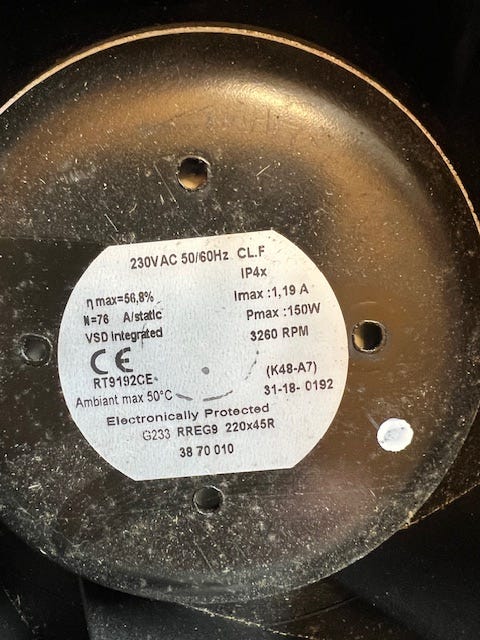 230VAC 50/60Hz CL.F
IP4x
η max=56,8% Imax :1,19 A
N=76 A/static Pmax :150W
VSD Integrated 3260 RPM
CE
RT9192CE (K48-A7)
Ambiant max 50°C 31-18- 0192
Electronically Protected
G233 RREG9 220x45R
38 70 010